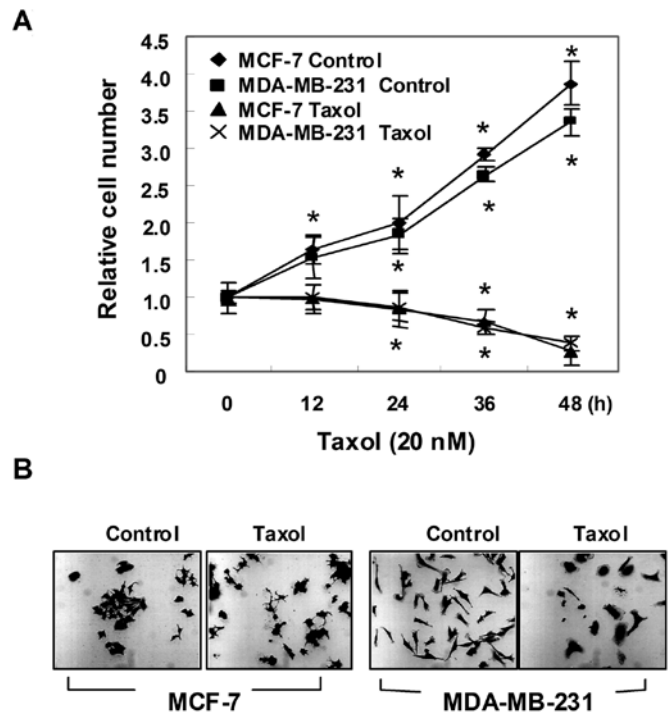 A
4.5
4.0
3.5
3.0
2.5
2.0
1.5
1.0
0.5
0
Relative cell number
MCF-7 Control
MDA-MB-231 Control
MCF-7 Taxol
MDA-MB-231 Taxol
*
*
*
*
*
*
*
*
*
*
*
0 12 24 36 48 (h)
Taxol (20 nM)
B
Control Taxol Control Taxol
MCF-7 MDA-MB-231